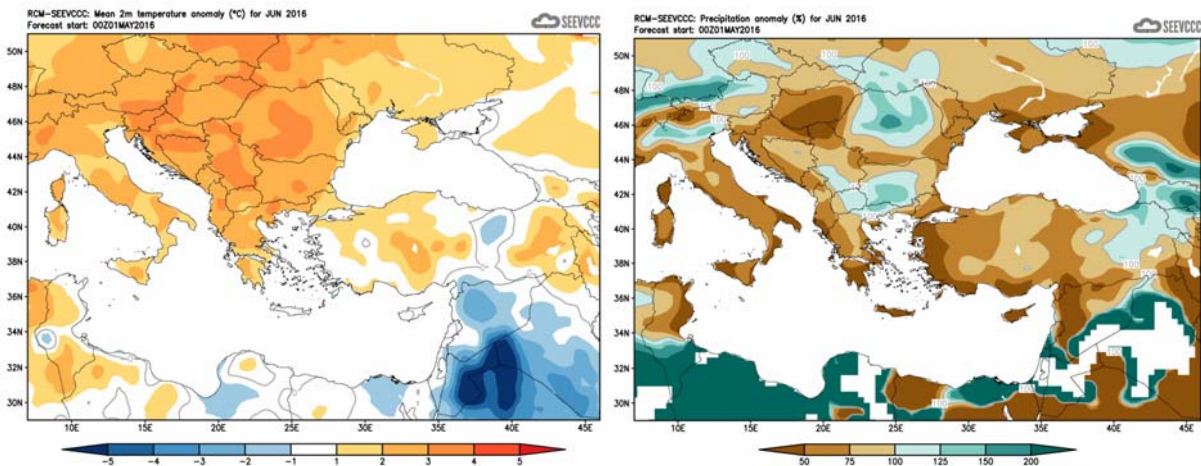 RCM-SEEVCCC: Mean 2m temperature anomaly (°C) for JUN 2016
Forecast start: 00Z01MAY2016
SEEVCCC
50N
48N
46N
44N
42N
40N
38N
36N
34N
32N
30N
10E 15E 20E 25E 30E 35E 40E 45E
-5 -4 -3 -2 -1 1 2 3 4 5
RCM-SEEVCCC: Precipitation anomaly (%) for JUN 2016
Forecast start: 00Z01MAY2016
SEEVCCC
50N
48N
46N
44N
42N
40N
38N
36N
34N
32N
30N
10E 15E 20E 25E 30E 35E 40E 45E
50 75 100 125 150 200